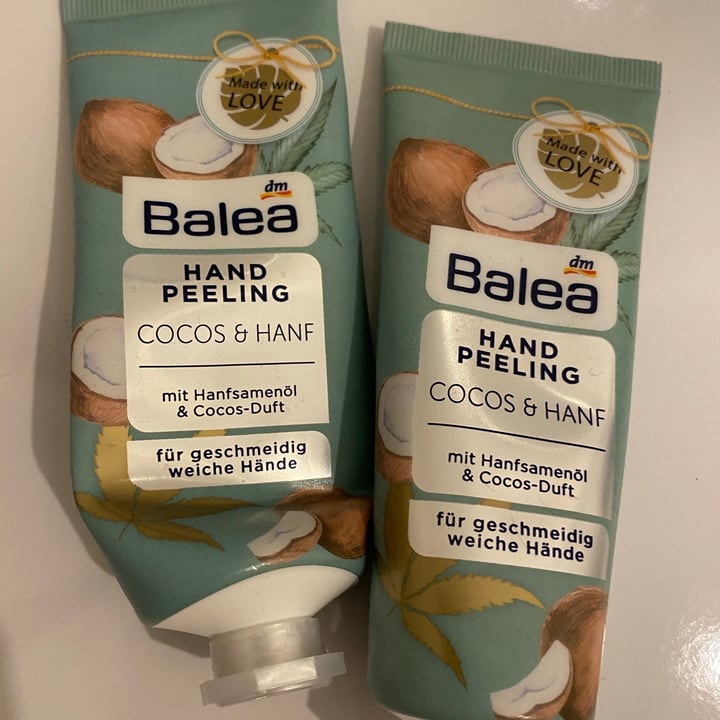 Made with
LOVE
dm
Balea
HAND
PEELING
COCOS & HANF
mit Hanfsamenöl
& Cocos-Duft
für geschmeidig
weiche Hände
Made with
LOVE
dm
Balea
HAND
PEELING
COCOS & HANF
mit Hanfsamenöl
& Cocos-Duft
für geschmeidig
weiche Hände